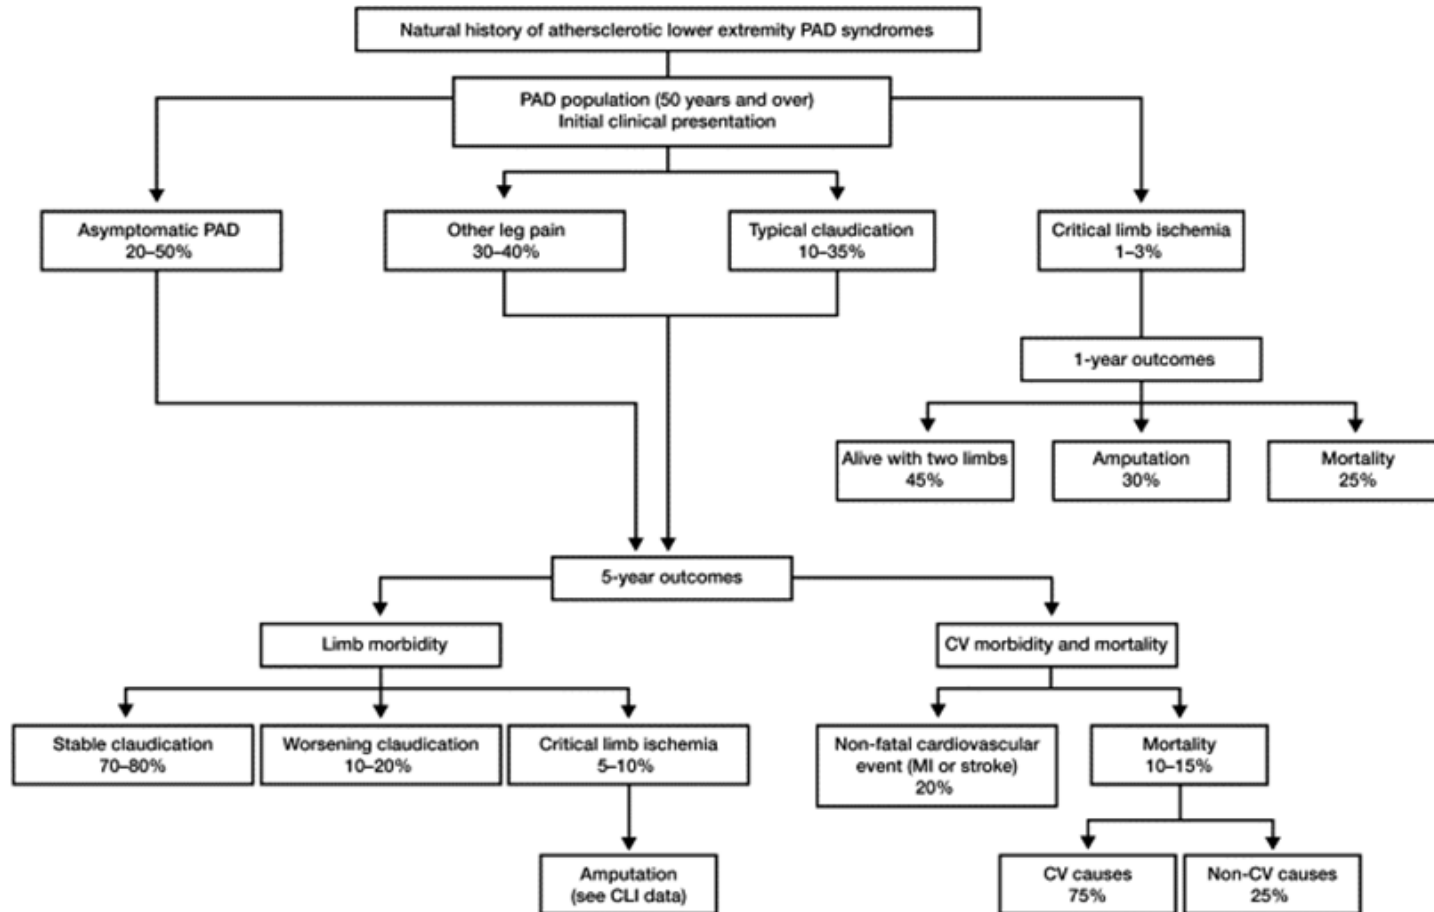 Natural history of athersclerotic lower extremity PAD syndromes
PAD population (50 years and over)
Initial clinical presentation
Asymptomatic PAD
20–50%
Other leg pain
30–40%
Typical claudication
10–35%
Critical limb ischemia
1–3%
1-year outcomes
Alive with two limbs
45%
Amputation
30%
Mortality
25%
5-year outcomes
Limb morbidity
CV morbidity and mortality
Stable claudication
70–80%
Worsening claudication
10–20%
Critical limb ischemia
5–10%
Non-fatal cardiovascular
event (MI or stroke)
20%
Mortality
10–15%
Amputation
(see CLI data)
CV causes
75%
Non-CV causes
25%